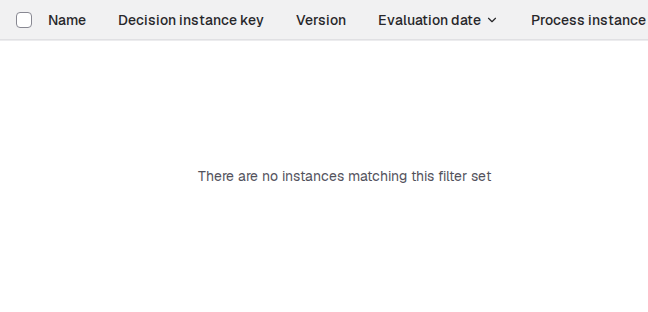 Name Decision instance key Version Evaluation date Process instance
There are no instances matching this filter set